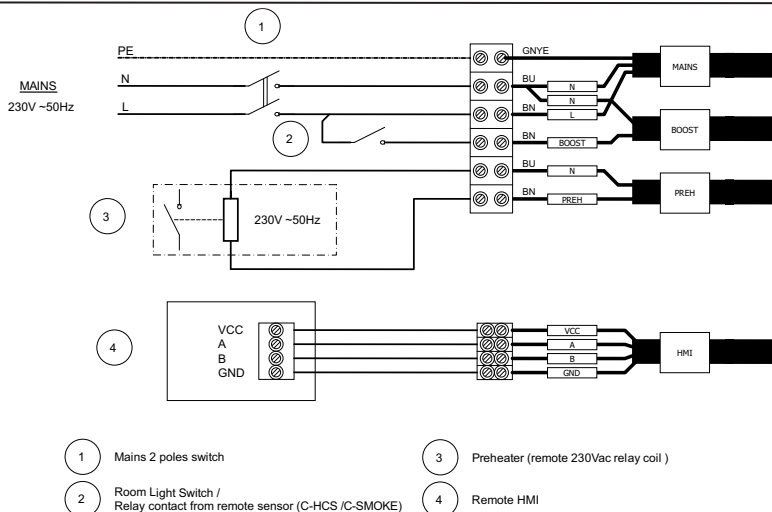 1
PE
GNYE
MAINS
MAINS
N
BU
N
N
230V ~50Hz
L
BN
L
2
BOOST
BN
BOOST
BU
N
3
230V ~50Hz
BN
PREH
PREH
4
VCC
VCC
A
A
HMI
B
B
GND
GND
1 Mains 2 poles switch
3 Preheater (remote 230Vac relay coil )
2 Room Light Switch /
Relay contact from remote sensor (C-HCS /C-SMOKE)
4 Remote HMI